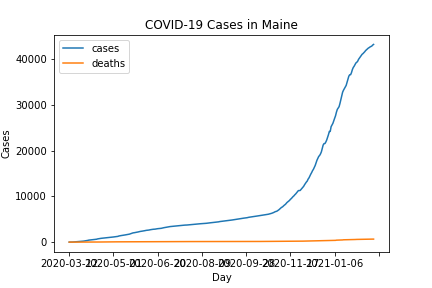 COVID-19 Cases in Maine
cases
deaths
40000
30000
20000
10000
0
Cases
2020-03-12 2020-05-01 2020-06-20 2020-08-09 2020-09-28 2020-11-17 2021-01-06
Day